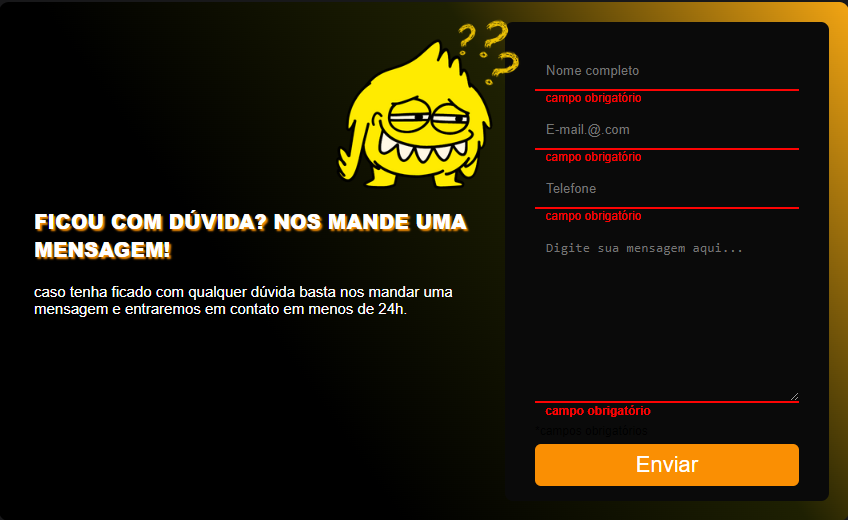 ???
FICOU COM DÚVIDA? NOS MANDE UMA
MENSAGEM!
caso tenha ficado com qualquer dúvida basta nos mandar uma
mensagem e entraremos em contato em menos de 24h.
Nome completo
campo obrigatório
E-mail.@.com
campo obrigatório
Telefone
campo obrigatório
Digite sua mensagem aqui...
campo obrigatório
*campos obrigatórios
Enviar